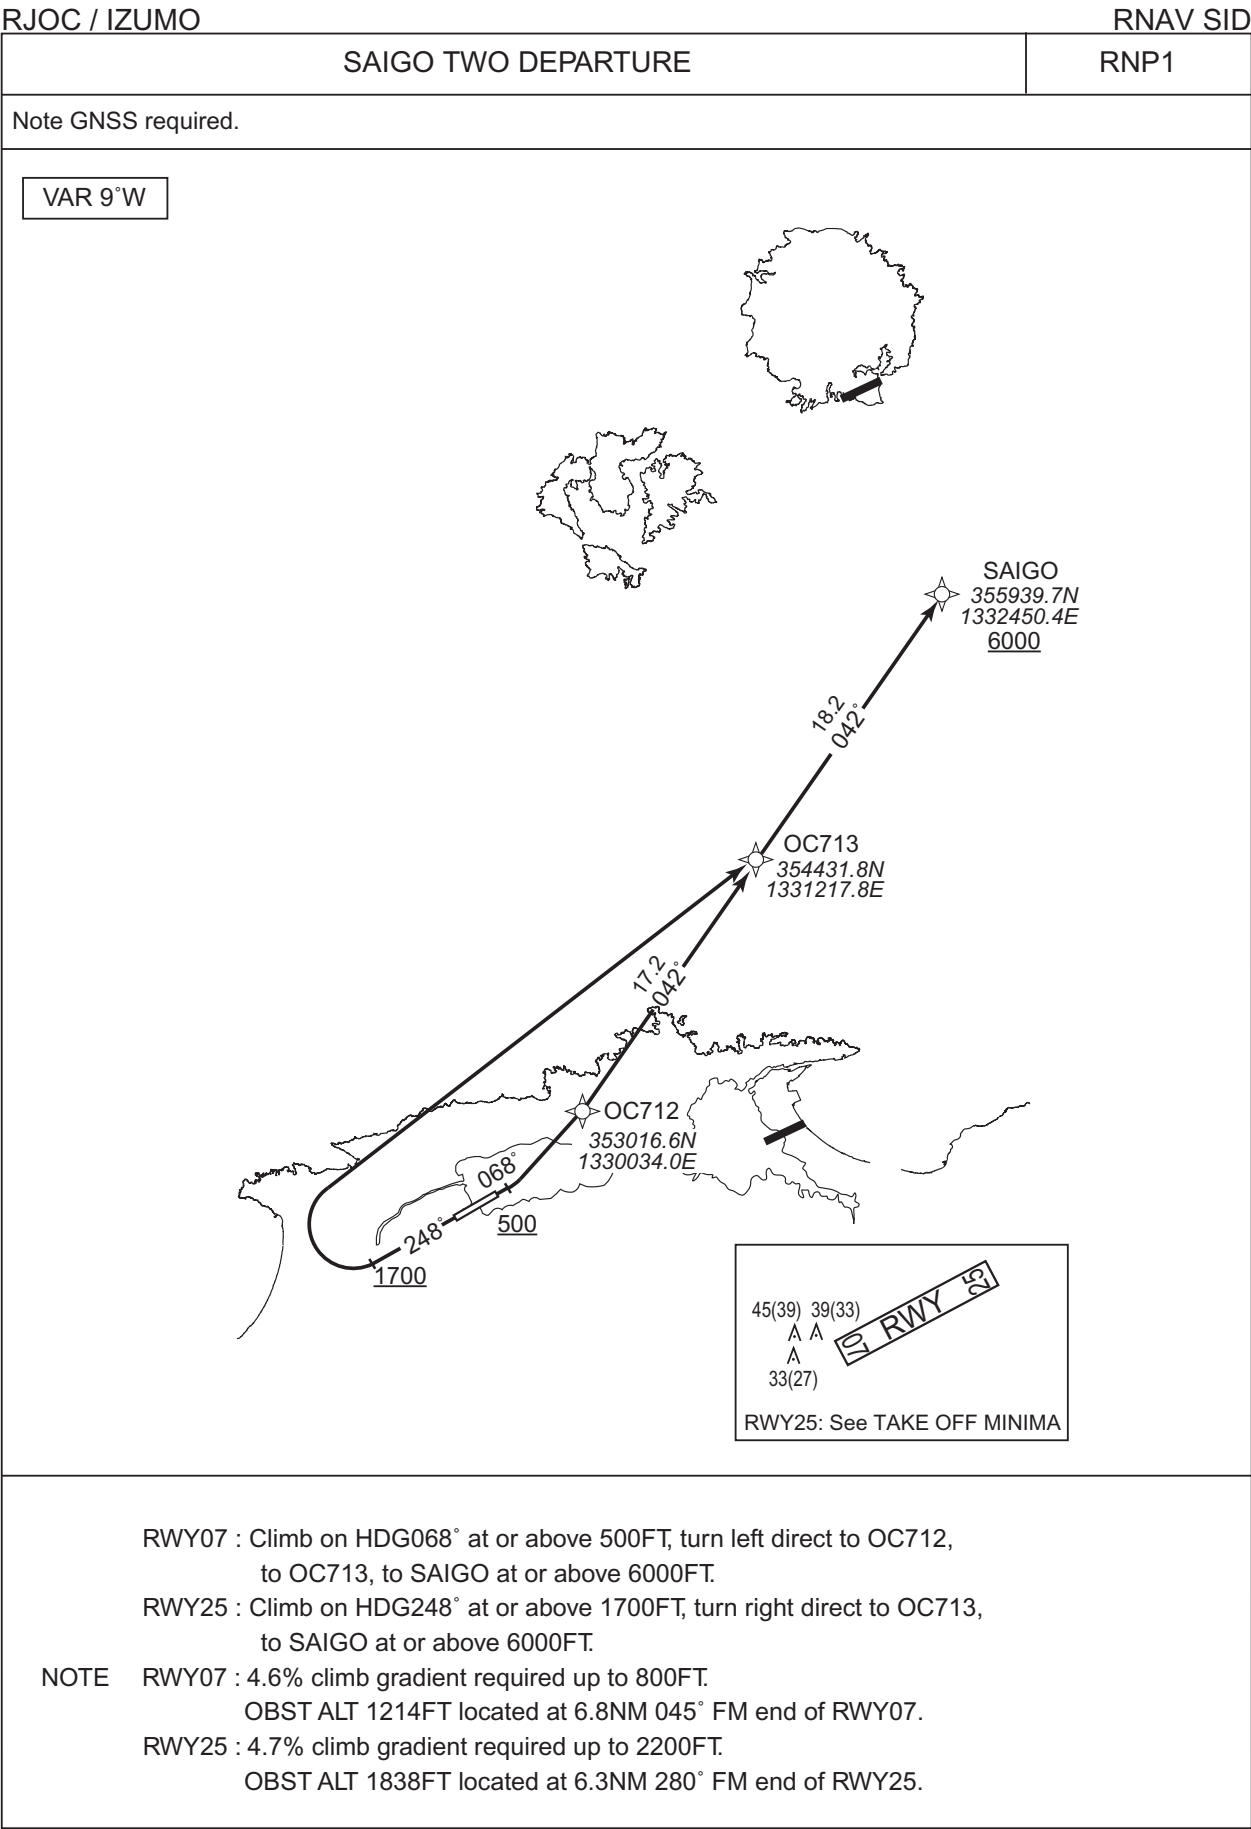 RJOC / IZUMO
RNAV SID
SAIGO TWO DEPARTURE
RNP1
Note GNSS required.
VAR 9˚W
SAIGO
355939.7N
1332450.4E
6000
18.2
042˚
OC713
354431.8N
1331217.8E
17.2
042˚
OC712
353016.6N
1330034.0E
068˚
500
248˚
1700
45(39)
39(33)
33(27)
07 RWY 25
RWY25: See TAKE OFF MINIMA
RWY07 : Climb on HDG068˚ at or above 500FT, turn left direct to OC712,
to OC713, to SAIGO at or above 6000FT.
RWY25 : Climb on HDG248˚ at or above 1700FT, turn right direct to OC713,
to SAIGO at or above 6000FT.
NOTE RWY07 : 4.6% climb gradient required up to 800FT.
OBST ALT 1214FT located at 6.8NM 045˚ FM end of RWY07.
RWY25 : 4.7% climb gradient required up to 2200FT.
OBST ALT 1838FT located at 6.3NM 280˚ FM end of RWY25.